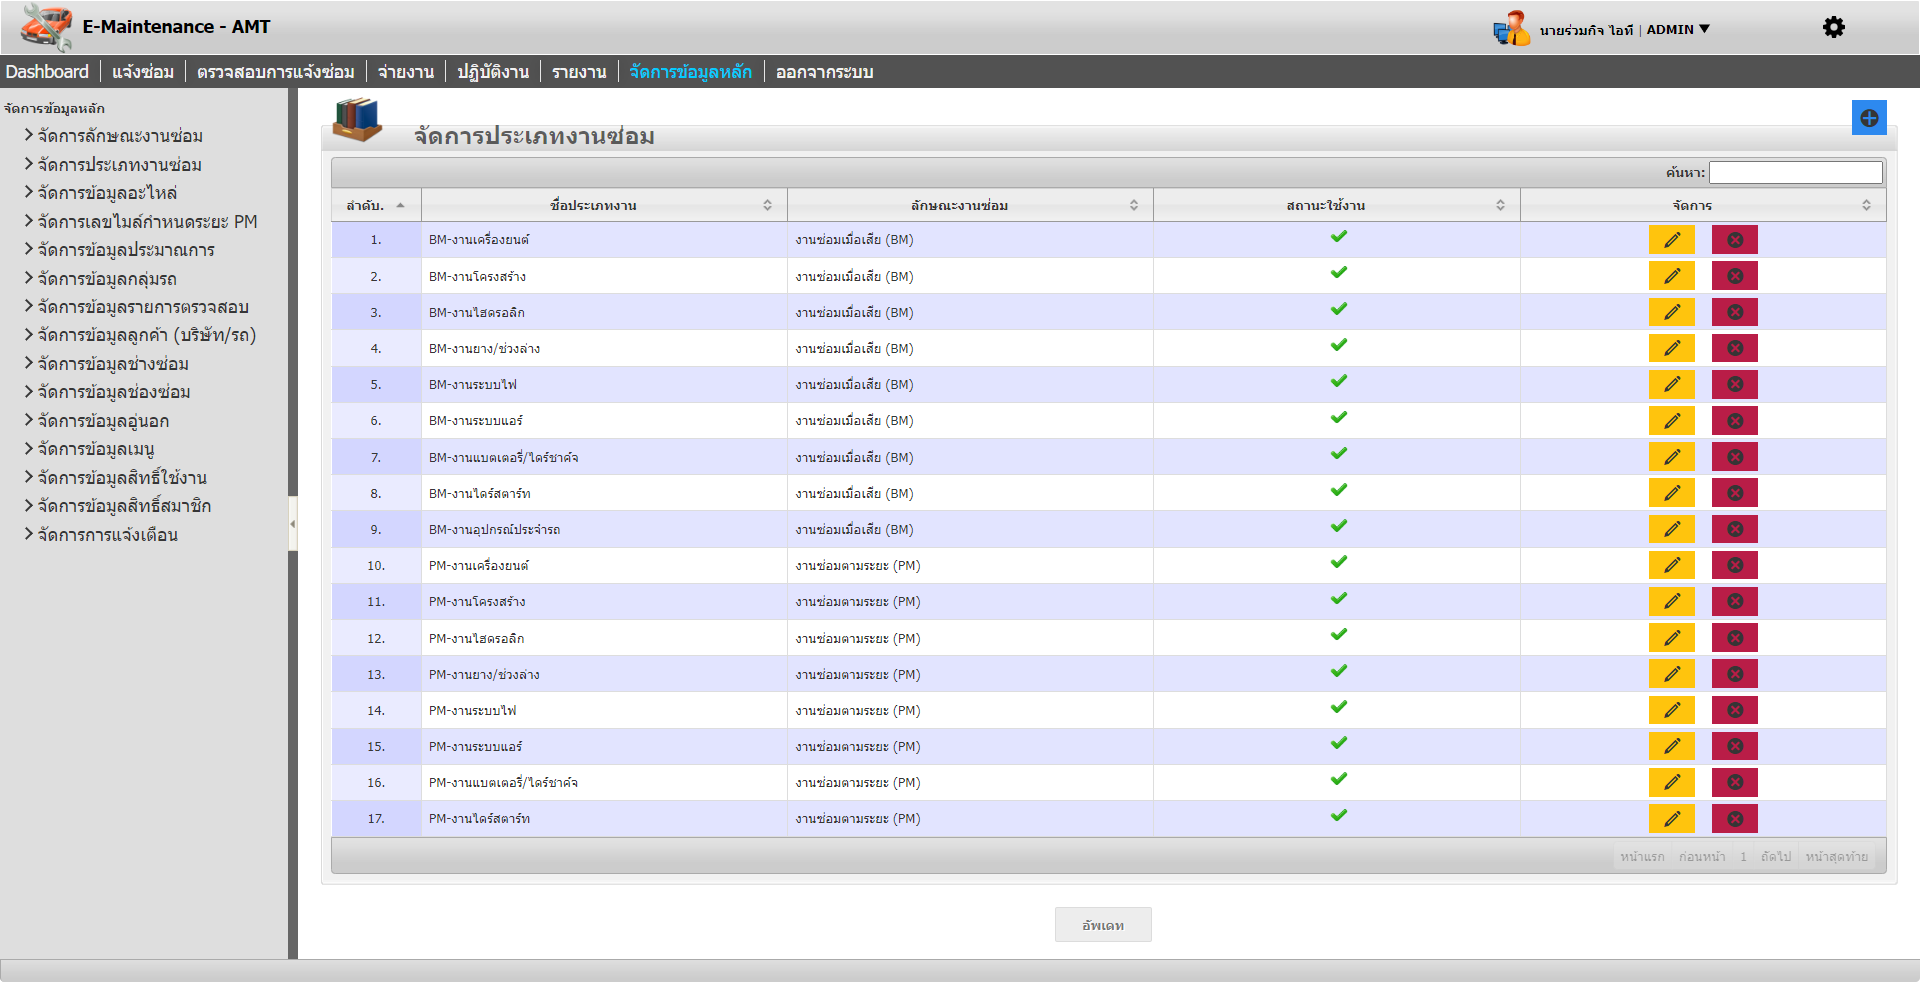 E-Maintenance - AMT
นายร่วมกิจ ไอที | ADMIN ▼
Dashboard | แจ้งซ่อม | ตรวจสอบการแจ้งซ่อม | จ่ายงาน | ปฏิบัติงาน | รายงาน | จัดการข้อมูลหลัก | ออกจากระบบ
จัดการข้อมูลหลัก
จัดการลักษณะงานซ่อม
จัดการประเภทงานซ่อม
จัดการข้อมูลอะไหล่
จัดการเลขไมล์กำหนดระยะ PM
จัดการข้อมูลประมาณการ
จัดการข้อมูลกลุ่มรถ
จัดการข้อมูลรายการตรวจสอบ
จัดการข้อมูลลูกค้า (บริษัท/รถ)
จัดการข้อมูลช่างซ่อม
จัดการข้อมูลช่องซ่อม
จัดการข้อมูลอู่นอก
จัดการข้อมูลเมนู
จัดการข้อมูลสิทธิ์ใช้งาน
จัดการข้อมูลสิทธิ์สมาชิก
จัดการการแจ้งเตือน
จัดการประเภทงานซ่อม
ค้นหา:
ลำดับ. ชื่อประเภทงาน ลักษณะงานซ่อม สถานะใช้งาน จัดการ
1. BM-งานเครื่องยนต์ งานซ่อมเมื่อเสีย (BM)
2. BM-งานโครงสร้าง งานซ่อมเมื่อเสีย (BM)
3. BM-งานไฮดรอลิก งานซ่อมเมื่อเสีย (BM)
4. BM-งานยาง/ช่วงล่าง งานซ่อมเมื่อเสีย (BM)
5. BM-งานระบบไฟ งานซ่อมเมื่อเสีย (BM)
6. BM-งานระบบแอร์ งานซ่อมเมื่อเสีย (BM)
7. BM-งานแบตเตอรี่/ไดร์ชาค์จ งานซ่อมเมื่อเสีย (BM)
8. BM-งานไดร์สตาร์ท งานซ่อมเมื่อเสีย (BM)
9. BM-งานอุปกรณ์ประจำรถ งานซ่อมเมื่อเสีย (BM)
10. PM-งานเครื่องยนต์ งานซ่อมตามระยะ (PM)
11. PM-งานโครงสร้าง งานซ่อมตามระยะ (PM)
12. PM-งานไฮดรอลิก งานซ่อมตามระยะ (PM)
13. PM-งานยาง/ช่วงล่าง งานซ่อมตามระยะ (PM)
14. PM-งานระบบไฟ งานซ่อมตามระยะ (PM)
15. PM-งานระบบแอร์ งานซ่อมตามระยะ (PM)
16. PM-งานแบตเตอรี่/ไดร์ชาค์จ งานซ่อมตามระยะ (PM)
17. PM-งานไดร์สตาร์ท งานซ่อมตามระยะ (PM)
หน้าแรก ก่อนหน้า 1 ถัดไป หน้าสุดท้าย
อัพเดท